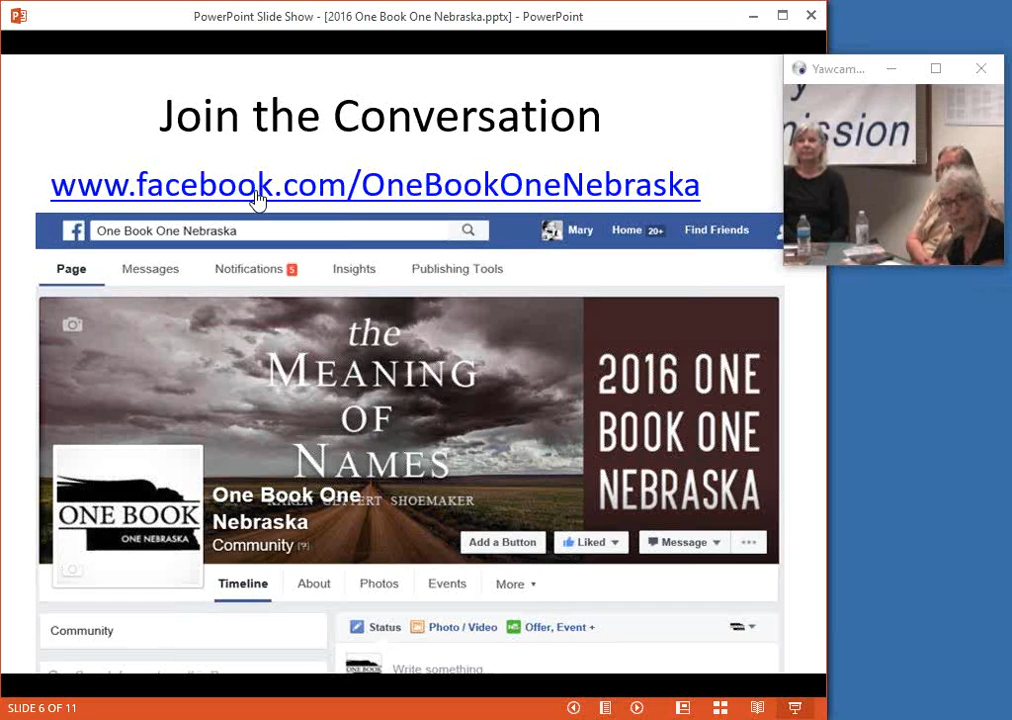 PowerPoint Slide Show - [2016 One Book One Nebraska.pptx] - PowerPoint
Yawcam...
y
mission
Join the Conversation
www.facebook.com/OneBookOneNebraska
One Book One Nebraska
Mary Home 20+ Find Friends
Page Messages Notifications 5 Insights Publishing Tools
the
MEANING
OF
NAMES
SHOEMAKER
2016 ONE
BOOK ONE
NEBRASKA
ONE BOOK
ONE NEBRASKA
One Book One
Nebraska
Community [?]
Add a Button Liked Message
Timeline About Photos Events More
Community
Status Photo / Video Offer, Event +
ONE BOOK
Write something...
SLIDE 6 OF 11